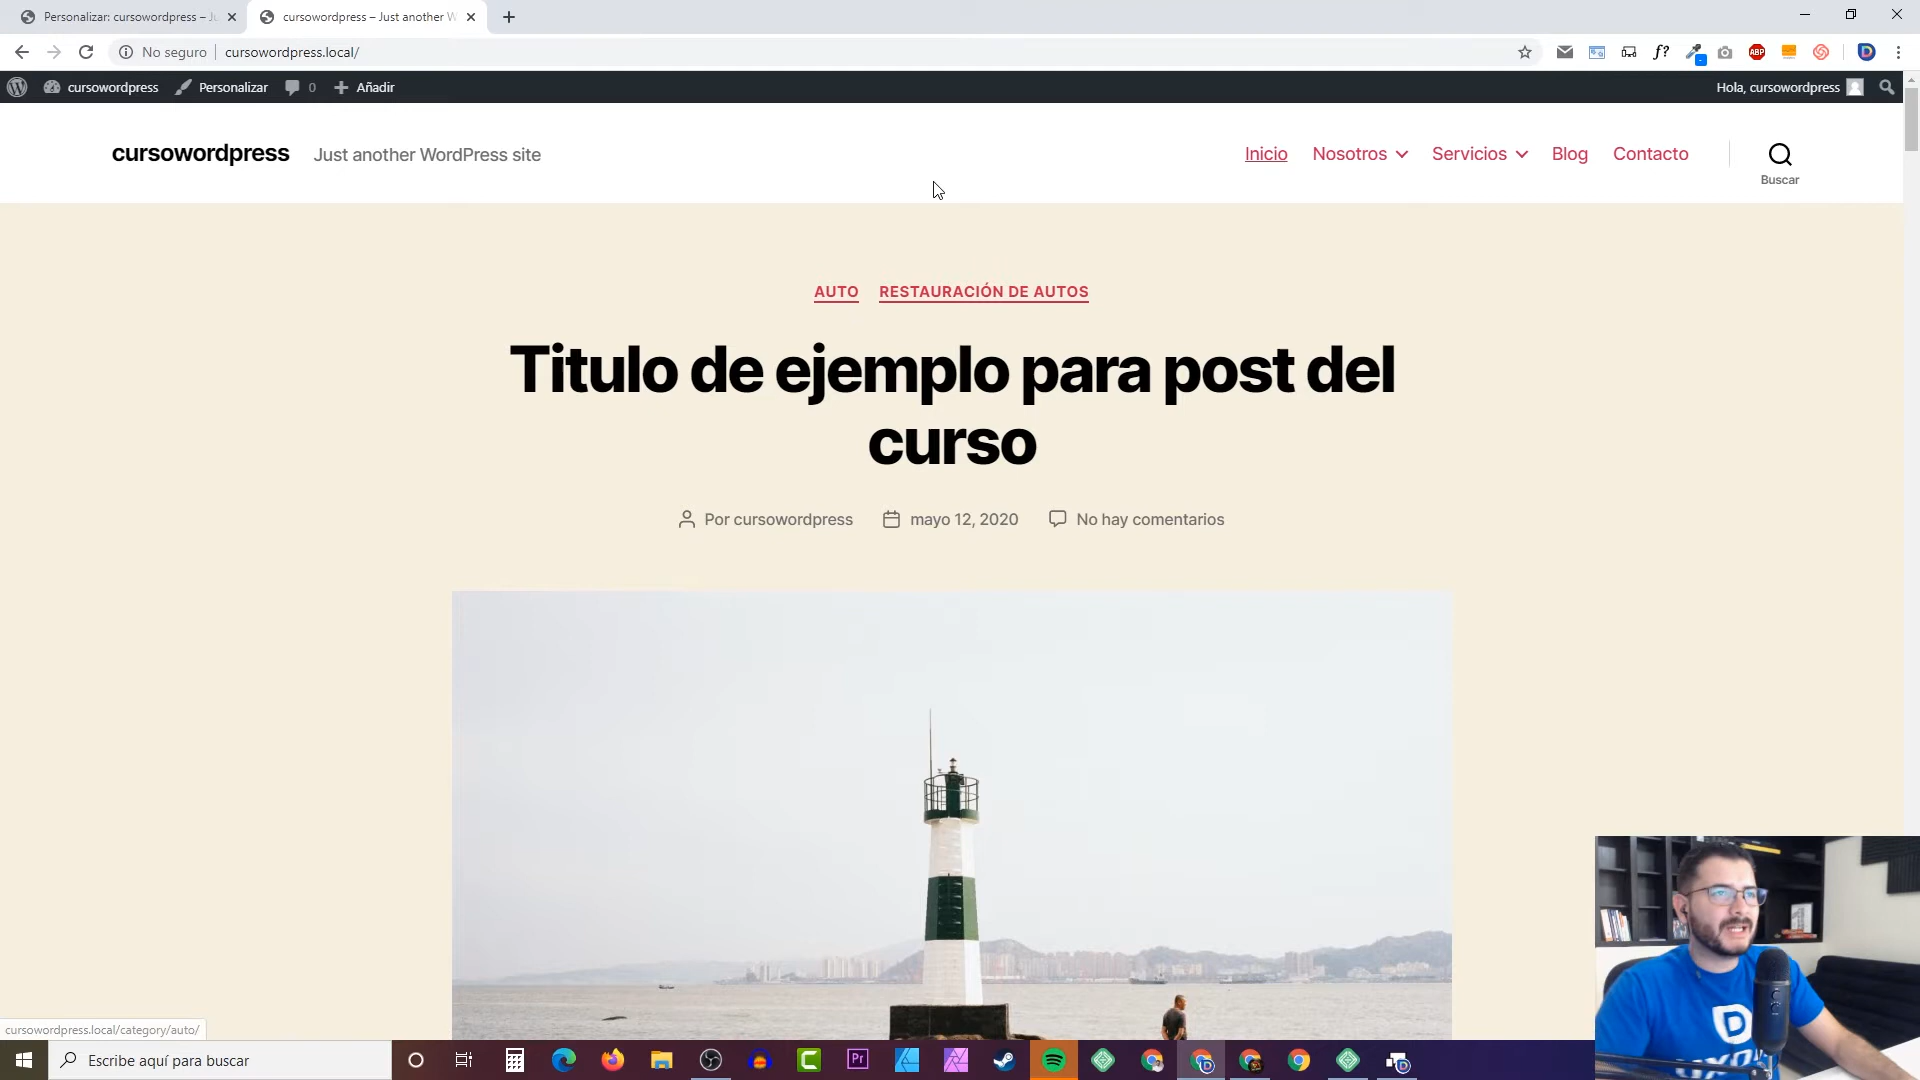 Personalizar: cursowordpress – Ju
cursowordpress – Just another W
No seguro
cursowordpress.local/
cursowordpress
Personalizar
0
Añadir
Hola, cursowordpress
cursowordpress
Just another WordPress site
Inicio
Nosotros
Servicios
Blog
Contacto
Buscar
AUTO
RESTAURACIÓN DE AUTOS
Titulo de ejemplo para post del
curso
Por cursowordpress
mayo 12, 2020
No hay comentarios
cursowordpress.local/category/auto/
Escribe aquí para buscar